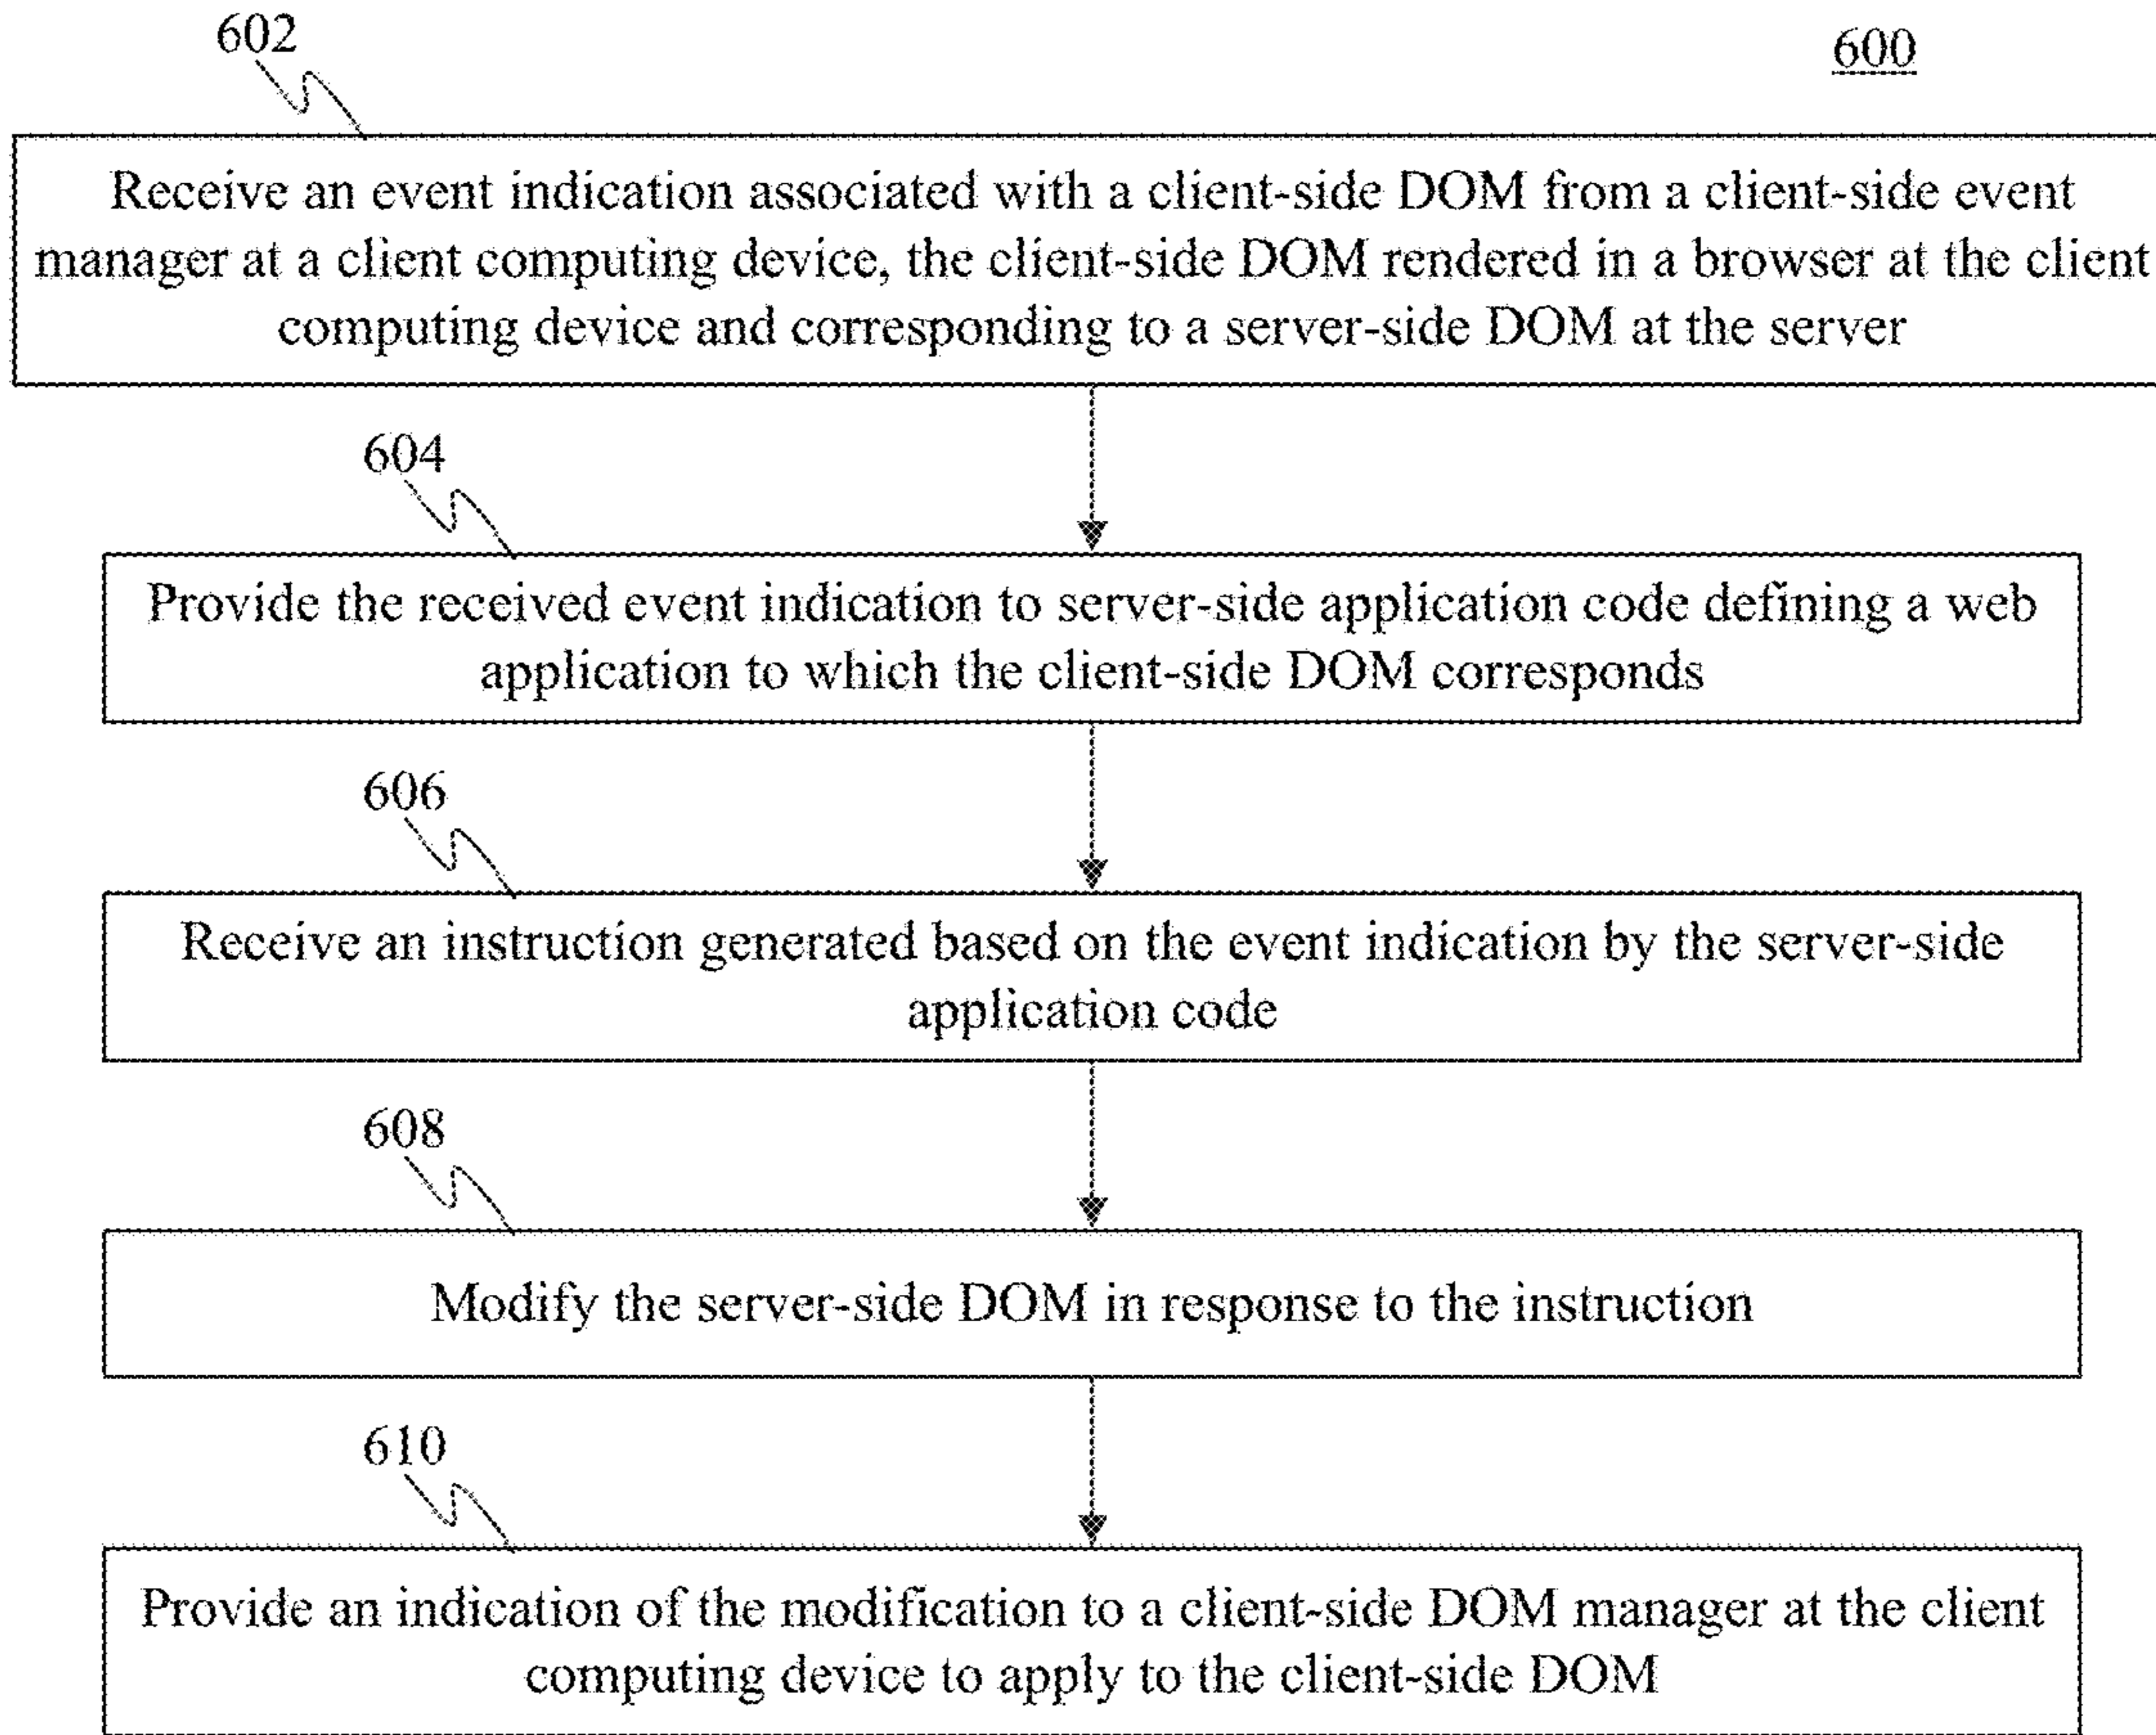 602
600
Receive an event indication associated with a client-side DOM from a client-side event
manager at a client computing device, the client-side DOM rendered in a browser at the client
computing device and corresponding to a server-side DOM at the server
604
Provide the received event indication to server-side application code defining a web
application to which the client-side DOM corresponds
606
Receive an instruction generated based on the event indication by the server-side
application code
608
Modify the server-side DOM in response to the instruction
610
Provide an indication of the modification to a client-side DOM manager at the client
computing device to apply to the client-side DOM